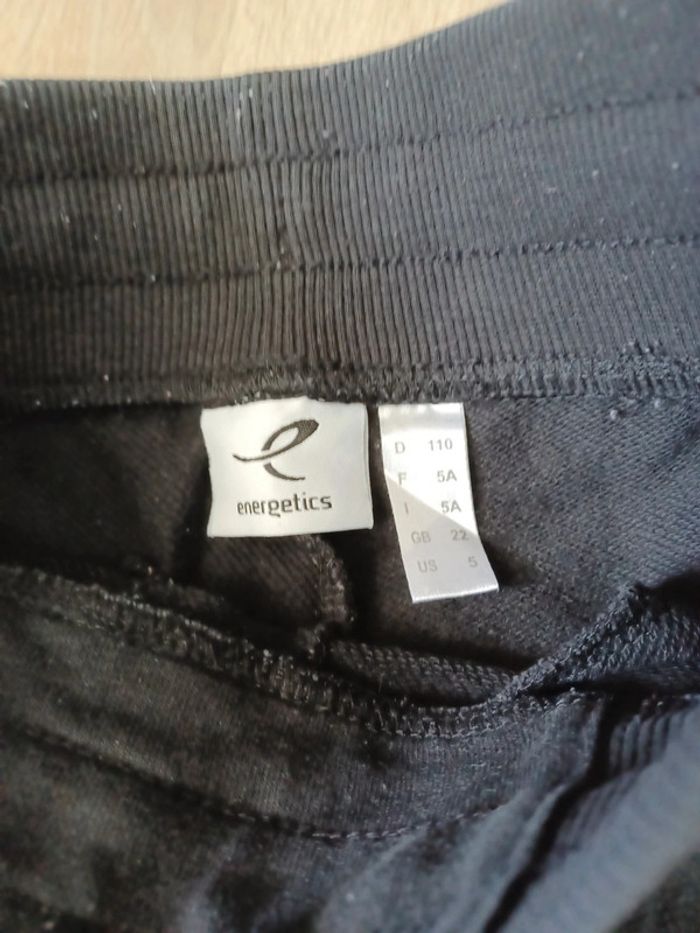 energetics
D 110
F 5A
I 5A
GB 22
US 5